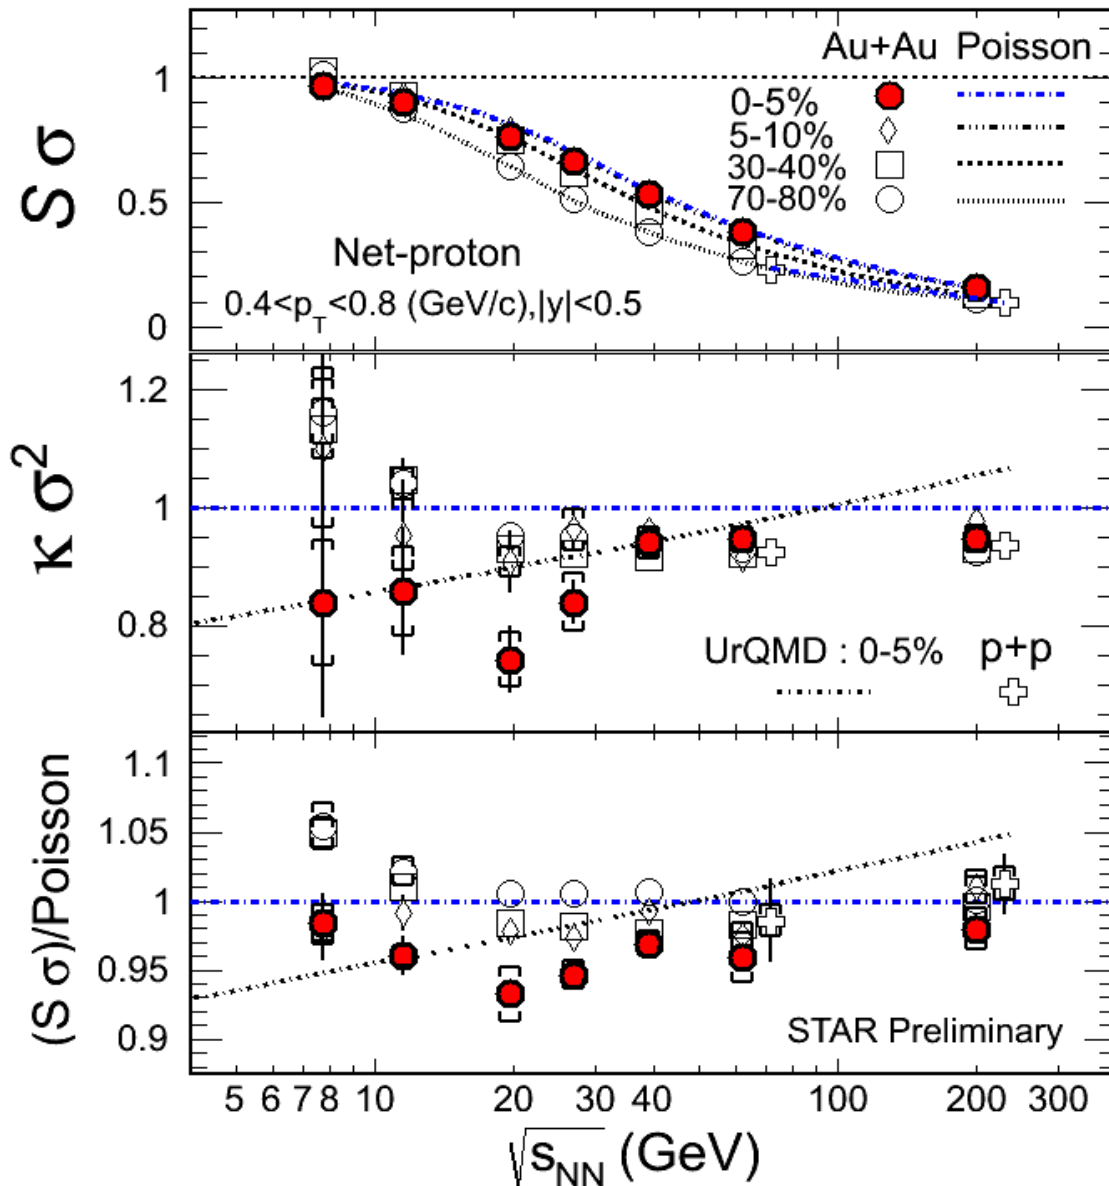 Au+Au Poisson
0-5%
5-10%
30-40%
70-80%
S σ
1
0.5
0
Net-proton
0.4<p_T<0.8 (GeV/c),|y|<0.5
κ σ²
1.2
1
0.8
UrQMD : 0-5% p+p
(S σ)/Poisson
1.1
1.05
1
0.95
0.9
STAR Preliminary
5 6 7 8 10 20 30 40 100 200 300
√s_NN (GeV)